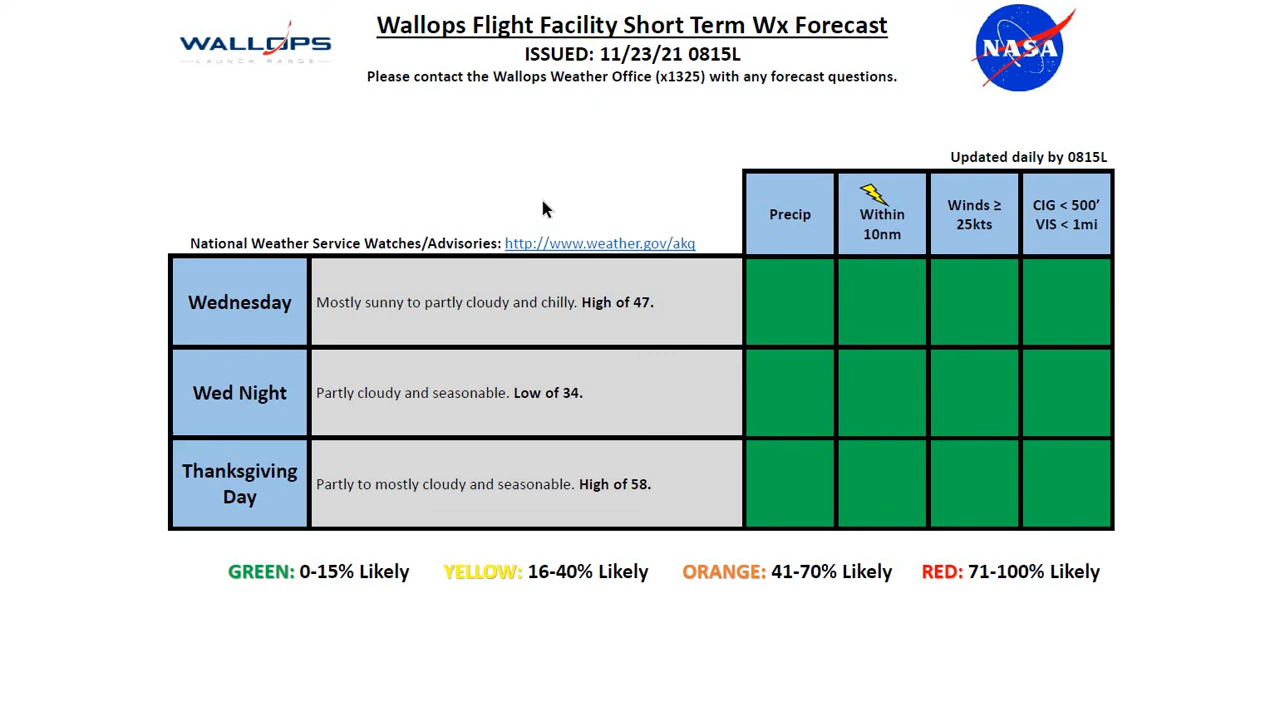 WALLOPS
LAUNCH RANGE
Wallops Flight Facility Short Term Wx Forecast
ISSUED: 11/23/21 0815L
Please contact the Wallops Weather Office (x1325) with any forecast questions.
NASA
Updated daily by 0815L
National Weather Service Watches/Advisories: http://www.weather.gov/akq
Precip
Within
10nm
Winds ≥
25kts
CIG < 500’
VIS < 1mi
Wednesday
Mostly sunny to partly cloudy and chilly. High of 47.
Wed Night
Partly cloudy and seasonable. Low of 34.
Thanksgiving
Day
Partly to mostly cloudy and seasonable. High of 58.
GREEN: 0-15% Likely YELLOW: 16-40% Likely ORANGE: 41-70% Likely RED: 71-100% Likely